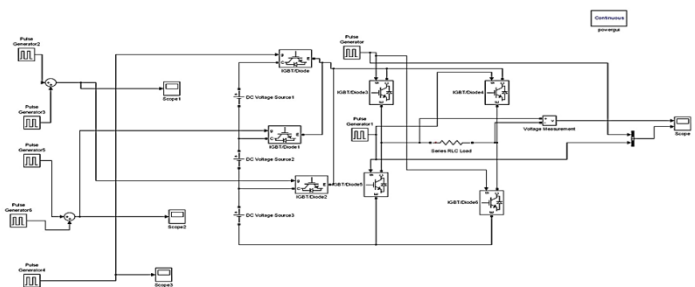 Continuous
powergui
Pulse
Generator2
Pulse
Generator
IGBT/Diode
Scope1
IGBT/Diode3
IGBT/Diode4
DC Voltage Source1
Pulse
Generator3
Pulse
Generator1
Voltage Measurement
Scope
IGBT/Diode1
Pulse
Generator5
Series RLC Load
DC Voltage Source2
IGBT/Diode5
IGBT/Diode2
Pulse
DC Voltage Source3
IGBT/Diode6
Scope2
Pulse
Generator4
Scope3